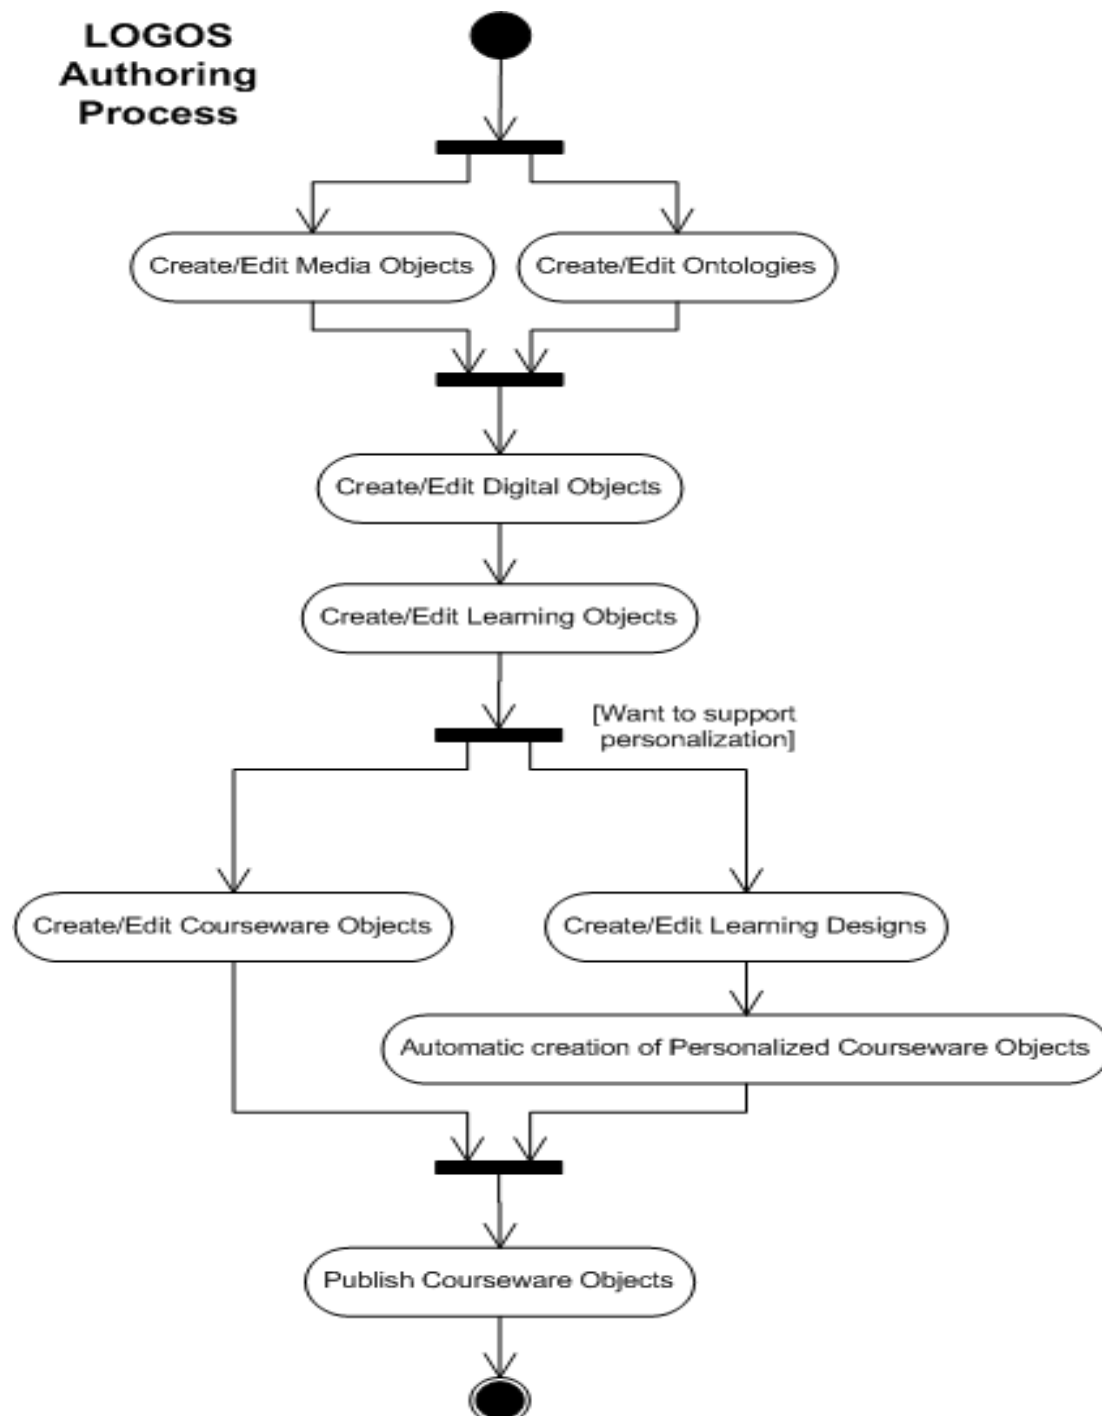 LOGOS
Authoring
Process
Create/Edit Media Objects
Create/Edit Ontologies
Create/Edit Digital Objects
Create/Edit Learning Objects
[Want to support
personalization]
Create/Edit Courseware Objects
Create/Edit Learning Designs
Automatic creation of Personalized Courseware Objects
Publish Courseware Objects